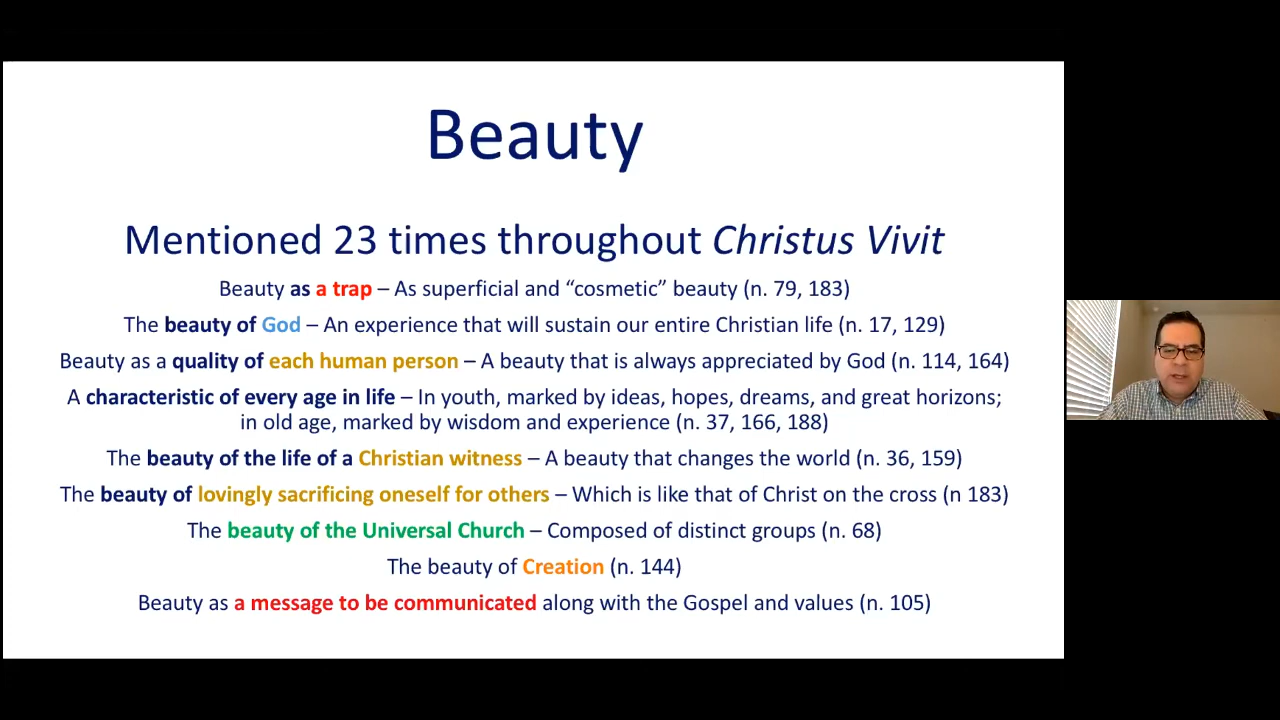 Beauty
Mentioned 23 times throughout Christus Vivit
Beauty as a trap – As superficial and “cosmetic” beauty (n. 79, 183)
The beauty of God – An experience that will sustain our entire Christian life (n. 17, 129)
Beauty as a quality of each human person – A beauty that is always appreciated by God (n. 114, 164)
A characteristic of every age in life – In youth, marked by ideas, hopes, dreams, and great horizons;
in old age, marked by wisdom and experience (n. 37, 166, 188)
The beauty of the life of a Christian witness – A beauty that changes the world (n. 36, 159)
The beauty of lovingly sacrificing oneself for others – Which is like that of Christ on the cross (n 183)
The beauty of the Universal Church – Composed of distinct groups (n. 68)
The beauty of Creation (n. 144)
Beauty as a message to be communicated along with the Gospel and values (n. 105)